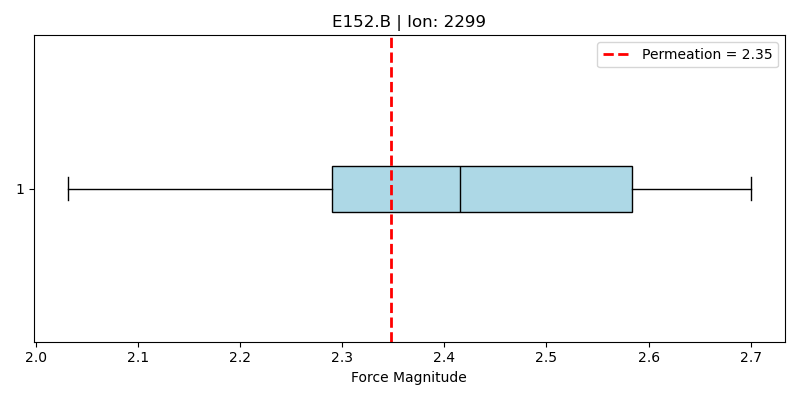 E152.B | Ion: 2299
Permeation = 2.35
1
2.0 2.1 2.2 2.3 2.4 2.5 2.6 2.7
Force Magnitude